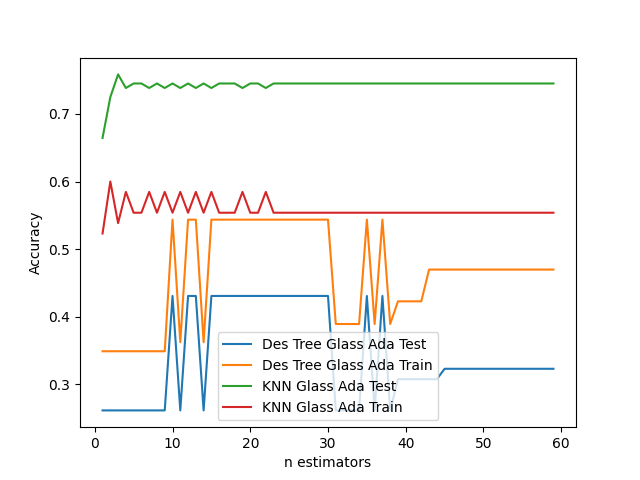 0.7
0.6
0.5
0.4
0.3
Accuracy
Des Tree Glass Ada Test
Des Tree Glass Ada Train
KNN Glass Ada Test
KNN Glass Ada Train
0 10 20 30 40 50 60
n estimators